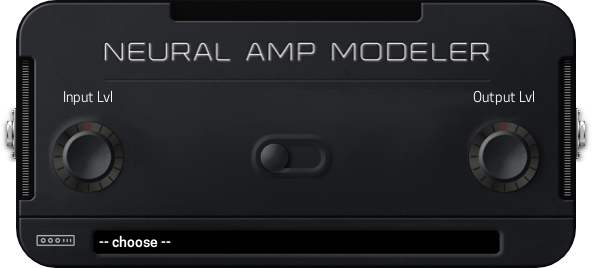 NEURAL AMP MODELER
Input Lvl
Output Lvl
-- choose --